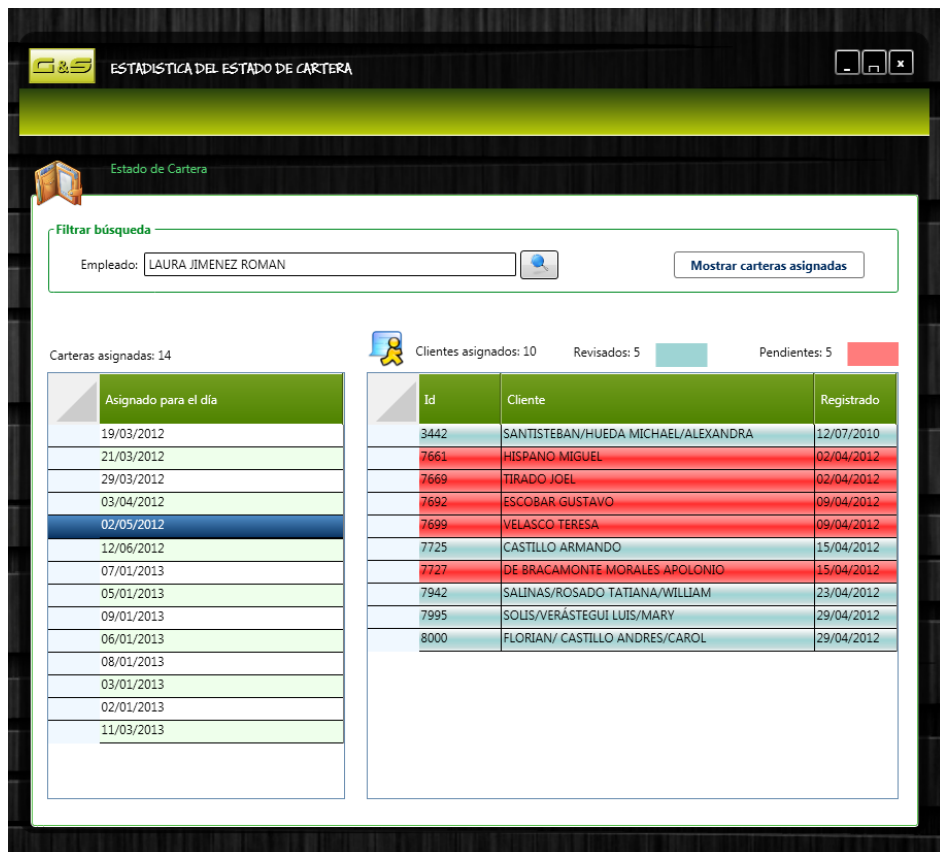 G&S ESTADISTICA DEL ESTADO DE CARTERA
Estado de Cartera
Filtrar búsqueda
Empleado: LAURA JIMENEZ ROMAN
Mostrar carteras asignadas
Carteras asignadas: 14
Asignado para el día
19/03/2012
21/03/2012
29/03/2012
03/04/2012
02/05/2012
12/06/2012
07/01/2013
05/01/2013
09/01/2013
06/01/2013
08/01/2013
03/01/2013
02/01/2013
11/03/2013
Clientes asignados: 10 Revisados: 5 Pendientes: 5
Id Cliente Registrado
3442 SANTISTEBAN/HUEDA MICHAEL/ALEXANDRA 12/07/2010
7661 HISPANO MIGUEL 02/04/2012
7669 TIRADO JOEL 02/04/2012
7692 ESCOBAR GUSTAVO 09/04/2012
7699 VELASCO TERESA 09/04/2012
7725 CASTILLO ARMANDO 15/04/2012
7727 DE BRACAMONTE MORALES APOLONIO 15/04/2012
7942 SALINAS/ROSADO TATIANA/WILLIAM 23/04/2012
7995 SOLIS/VERÁSTEGUI LUIS/MARY 29/04/2012
8000 FLORIAN/ CASTILLO ANDRES/CAROL 29/04/2012